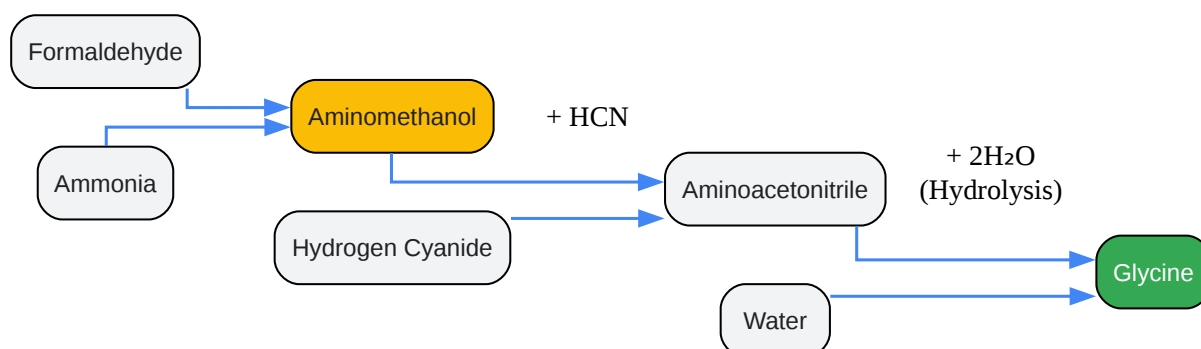 Formaldehyde
Ammonia
Aminomethanol
+ HCN
Hydrogen Cyanide
Aminoacetonitrile
+ 2H₂O
(Hydrolysis)
Water
Glycine